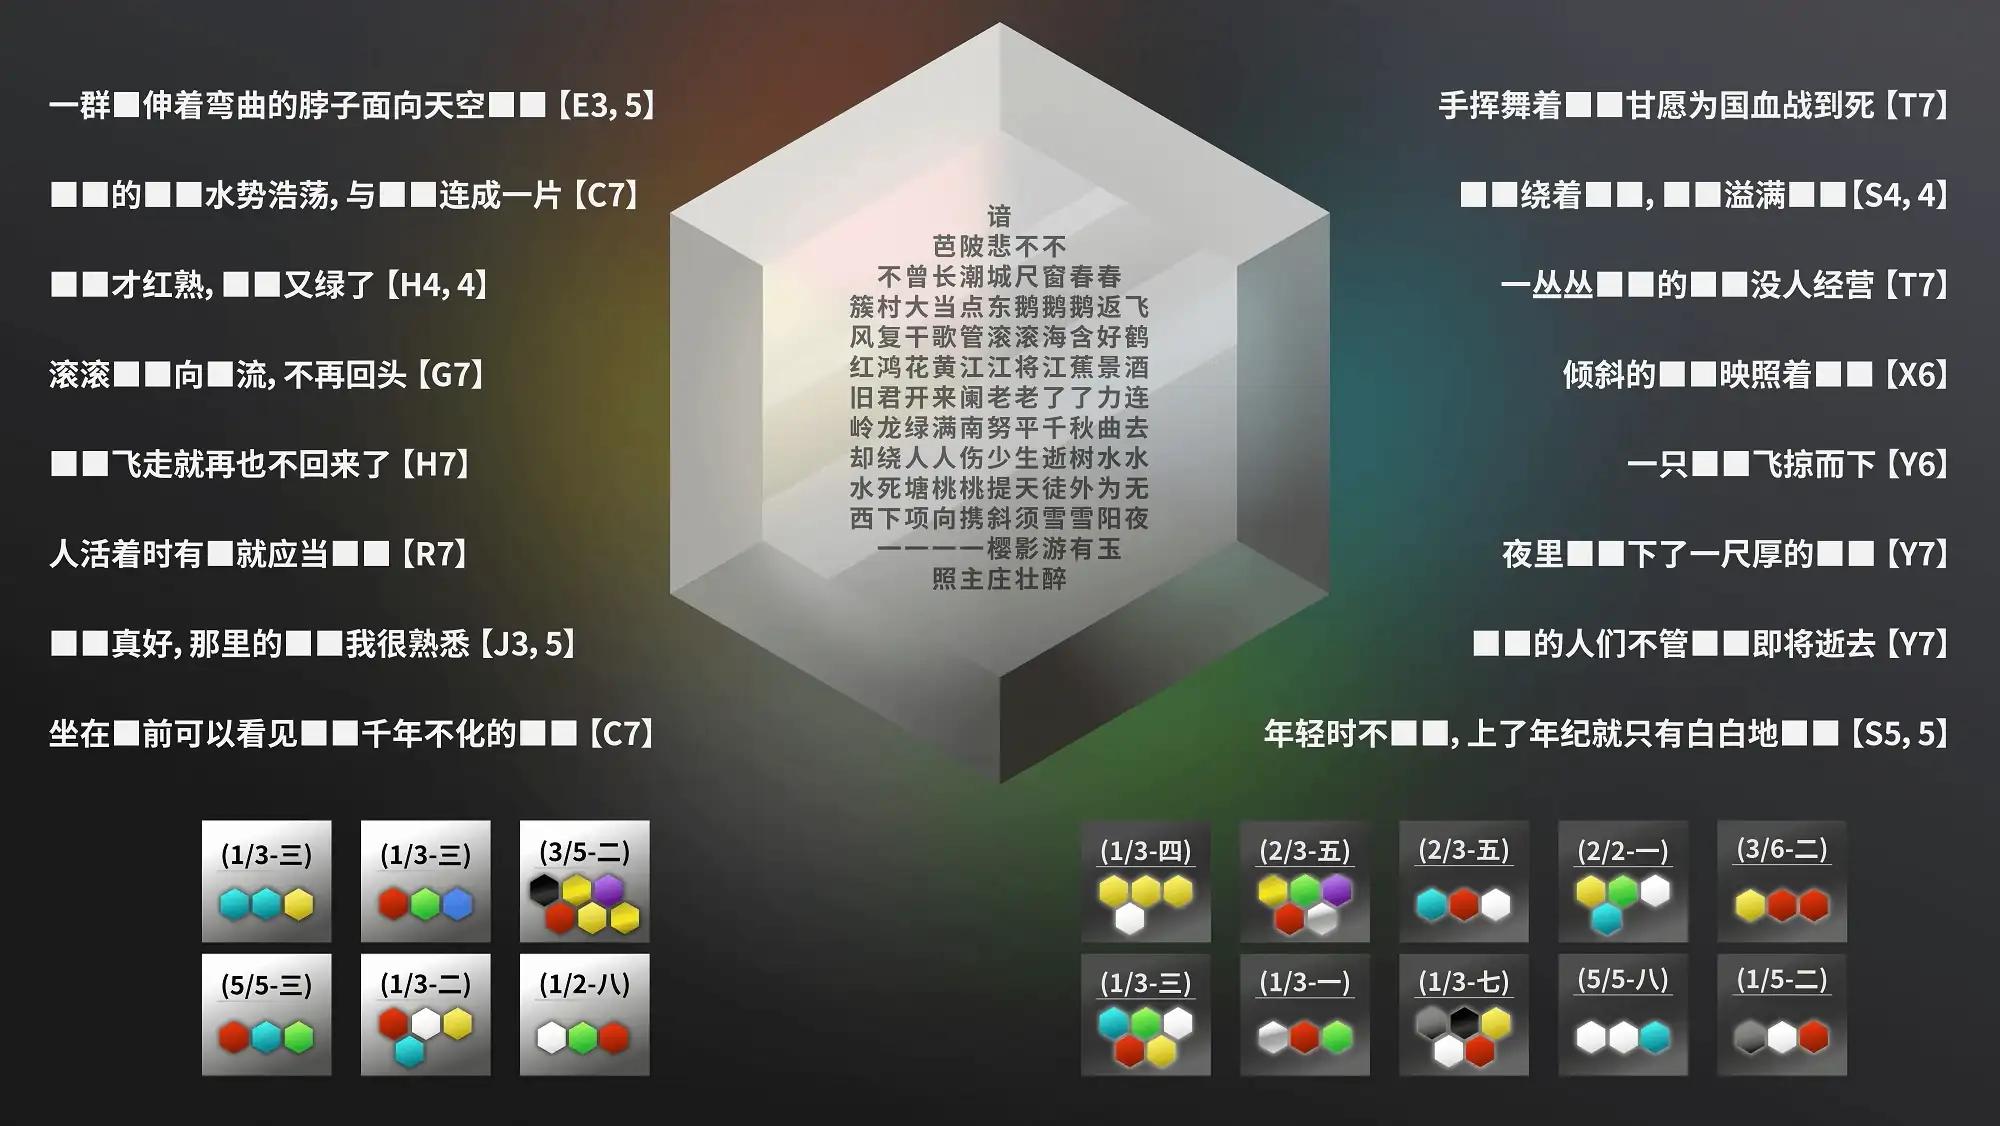 一群■伸着弯曲的脖子面向天空■■【E3, 5】
■■的■■水势浩荡, 与■■连成一片【C7】
■■才红熟, ■■又绿了【H4, 4】
滚滚■■向■流, 不再回头【G7】
■■飞走就再也不回来了【H7】
人活着时有■就应当■■【R7】
■■真好, 那里的■■我很熟悉【J3, 5】
坐在■前可以看见■■千年不化的■■【C7】
谙
芭陂悲不不
不曾长潮城尺窗春春
簇村大当点东鹅鹅鹅返飞
风复干歌管滚滚海含好鹤
红鸿花黄江江将江蕉景酒
旧君开来阑老老了了力连
岭龙绿满南努平千秋曲去
却绕人人伤少生逝树水水
水死塘桃桃提天徒外为无
西下项向携斜须雪雪阳夜
一一一一樱影游有玉
照主庄壮醉
手挥舞着■■甘愿为国血战到死【T7】
■■绕着■■, ■■溢满■■【S4, 4】
一丛丛■■的■■没人经营【T7】
倾斜的■■映照着■■【X6】
一只■■飞掠而下【Y6】
夜里■■下了一尺厚的■■【Y7】
■■的人们不管■■即将逝去【Y7】
年轻时不■■, 上了年纪就只有白白地■■【S5, 5】
(1/3-三)
(1/3-三)
(3/5-二)
(5/5-三)
(1/3-二)
(1/2-八)
(1/3-四)
(2/3-五)
(2/3-五)
(2/2-一)
(3/6-二)
(1/3-三)
(1/3-一)
(1/3-七)
(5/5-八)
(1/5-二)